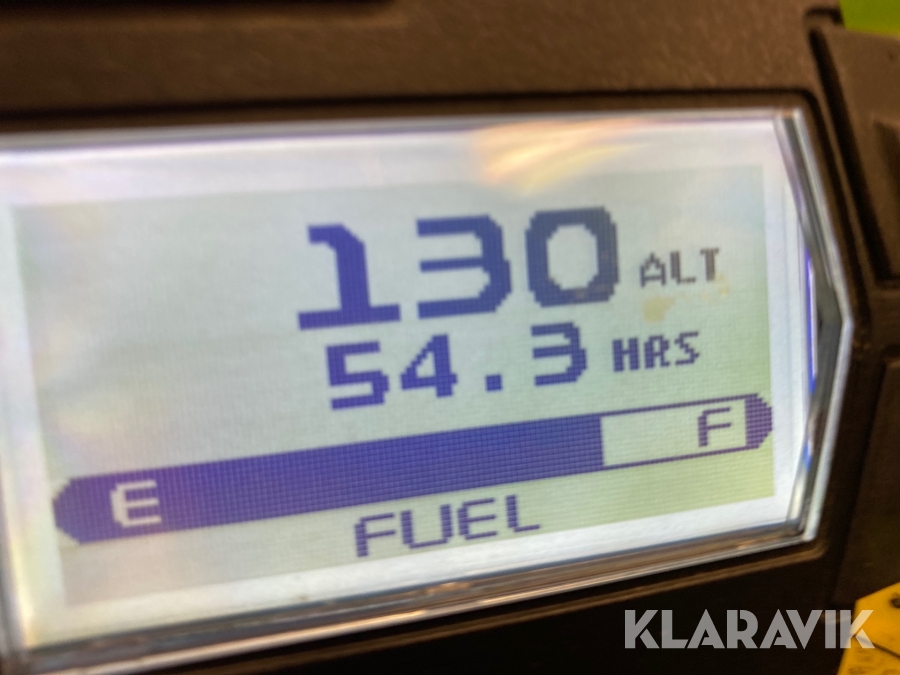 130 ALT
54.3 HRS
E F
FUEL
KLARAVIK